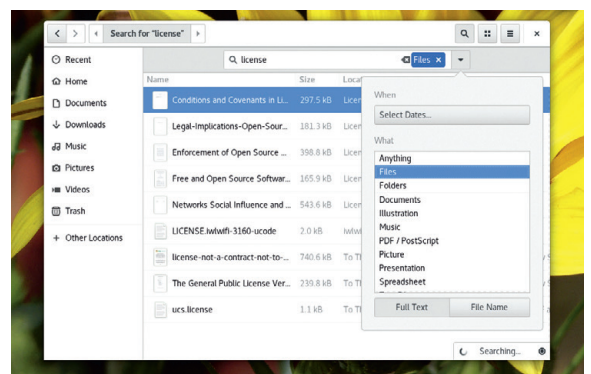 Search for "license"
Recent
license
Files ×
Home
Name Size
Documents
Conditions and Covenants in Li... 297.5 kB
When
Select Dates...
Downloads
Legal-Implications-Open-Sour... 181.3 kB
What
Music
Enforcement of Open Source ... 398.8 kB
Anything
Files
Pictures
Free and Open Source Softwar... 165.9 kB
Folders
Videos
Documents
Trash
Networks Social Influence and ... 543.6 kB
Illustration
Music
LICENSE.iwlwifi-3160-ucode 2.0 kB
PDF / PostScript
+ Other Locations
Picture
license-not-a-contract-not-to-... 740.6 kB
Presentation
The General Public License Ver... 239.8 kB
Spreadsheet
ucs.license 1.1 kB
Full Text File Name
Searching...